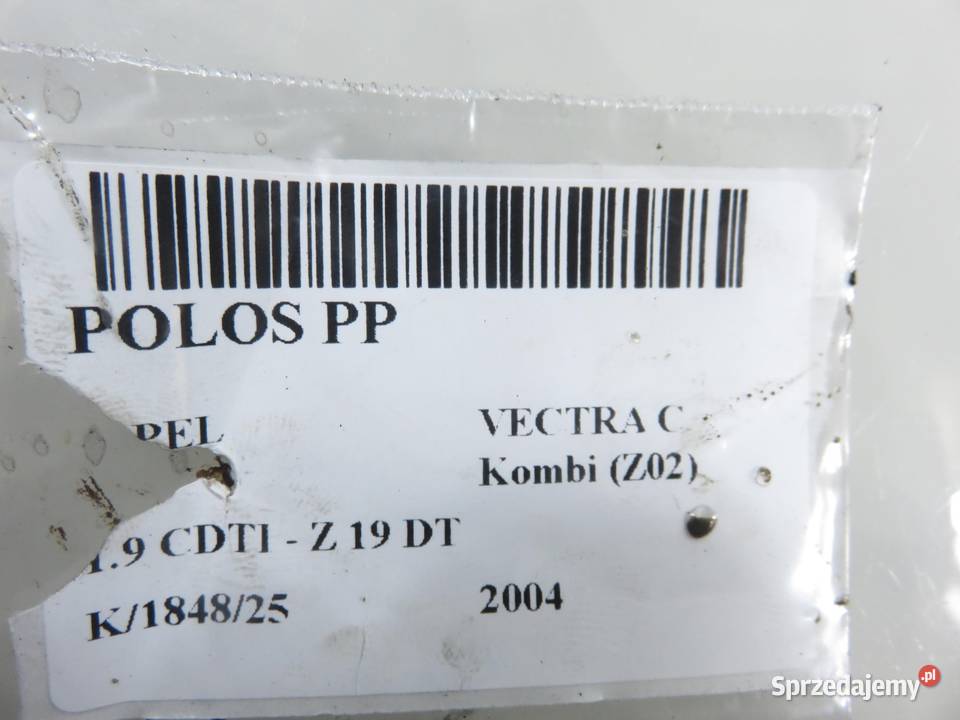 POLOS PP
PEL VECTRA C
Kombi (Z02)
1.9 CDTI - Z 19 DT
K/1848/25 2004
Sprzedajemy.pl